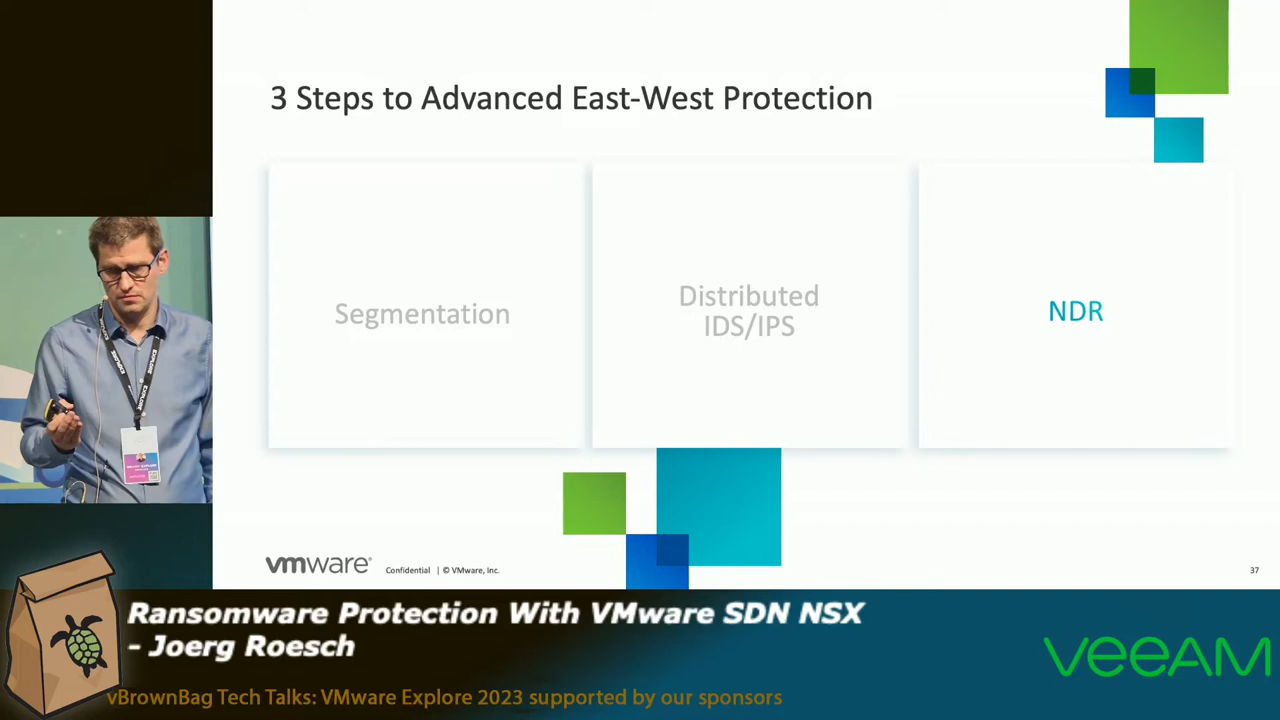 3 Steps to Advanced East-West Protection
Segmentation
Distributed
IDS/IPS
NDR
vmware®
Confidential | © VMware, Inc.
37
EXPLORE
Ransomware Protection With VMware SDN NSX
- Joerg Roesch
veeam
vBrownBag Tech Talks: VMware Explore 2023 supported by our sponsors